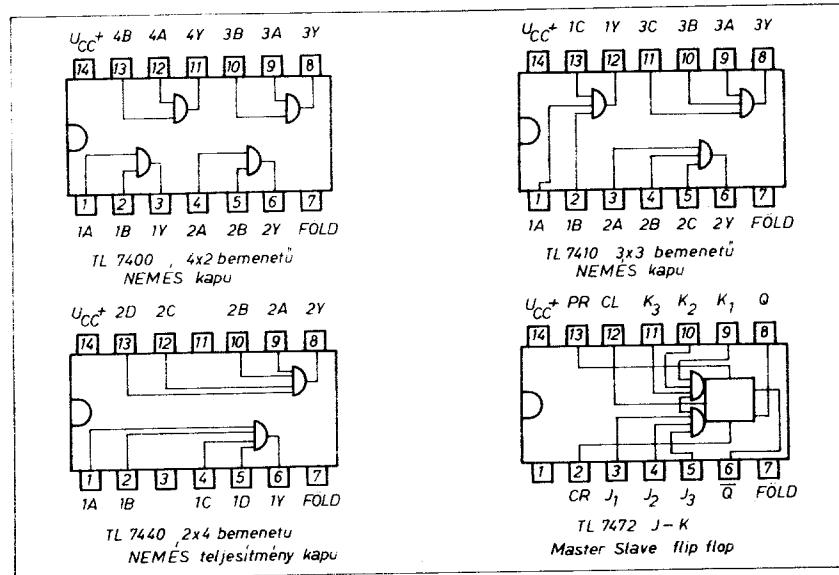 U_CC+ 4B 4A 4Y 3B 3A 3Y
14 13 12 11 10 9 8
1 2 3 4 5 6 7
1A 1B 1Y 2A 2B 2Y FÖLD
TL 7400, 4x2 bemenetű
NEMÉS kapu
U_CC+ 1C 1Y 3C 3B 3A 3Y
14 13 12 11 10 9 8
1 2 3 4 5 6 7
1A 1B 2A 2B 2C 2Y FÖLD
TL 7410 3x3 bemenetű
NEMÉS kapu
U_CC+ 2D 2C 2B 2A 2Y
14 13 12 11 10 9 8
1 2 3 4 5 6 7
1A 1B 1C 1D 1Y FÖLD
TL 7440, 2x4 bemenetu
NEMÉS teljesítmény kapu
U_CC+ PR CL K3 K2 K1 Q
14 13 12 11 10 9 8
1 2 3 4 5 6 7
CR J1 J2 J3 Q̅ FÖLD
TL 7472 J-K
Master Slave flip flop